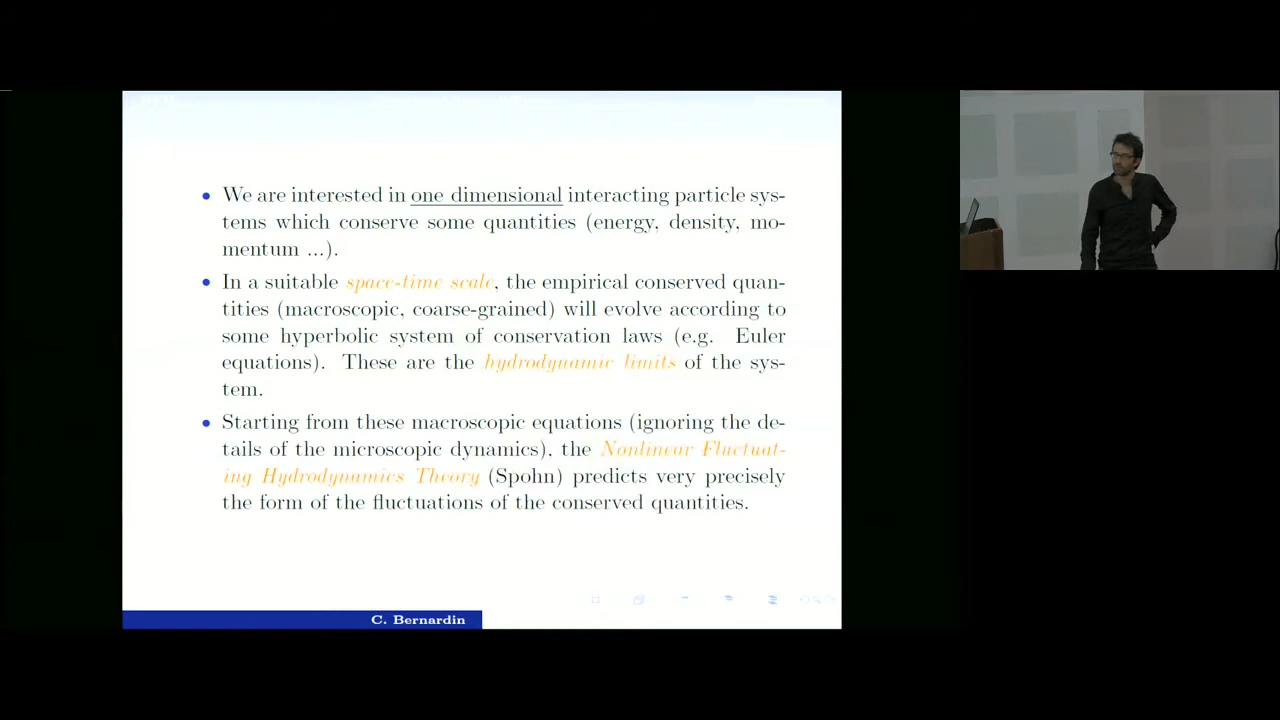 • We are interested in one dimensional interacting particle sys-
tems which conserve some quantities (energy, density, mo-
mentum ...).
• In a suitable space-time scale, the empirical conserved quan-
tities (macroscopic, coarse-grained) will evolve according to
some hyperbolic system of conservation laws (e.g. Euler
equations). These are the hydrodynamic limits of the sys-
tem.
• Starting from these macroscopic equations (ignoring the de-
tails of the microscopic dynamics), the Nonlinear Fluctuat-
ing Hydrodynamics Theory (Spohn) predicts very precisely
the form of the fluctuations of the conserved quantities.
C. Bernardin